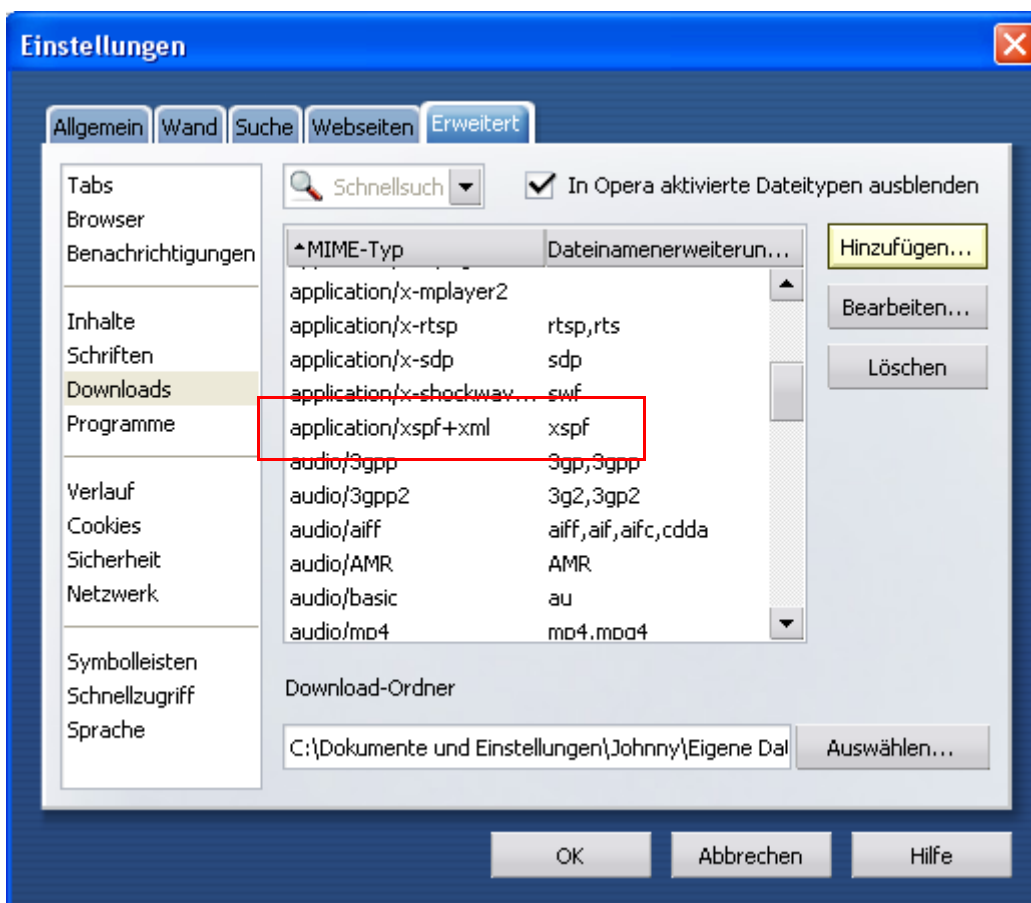 Einstellungen
Allgemein Wand Suche Webseiten Erweitert
Tabs
Browser
Benachrichtigungen
Inhalte
Schriften
Downloads
Programme
Verlauf
Cookies
Sicherheit
Netzwerk
Symbolleisten
Schnellzugriff
Sprache
Schnellsuch
In Opera aktivierte Dateitypen ausblenden
MIME-Typ Dateinamenerweiterun...
application/x-mplayer2
application/x-rtsp rtsp,rts
application/x-sdp sdp
application/x-shockwav... swf
application/xspf+xml xspf
audio/3gpp 3gp,3gpp
audio/3gpp2 3g2,3gp2
audio/aiff aiff,aif,aifc,cdda
audio/AMR AMR
audio/basic au
audio/mp4 mp4,mpg4
Hinzufügen...
Bearbeiten...
Löschen
Download-Ordner
C:\Dokumente und Einstellungen\Johnny\Eigene Dat
Auswählen...
OK Abbrechen Hilfe